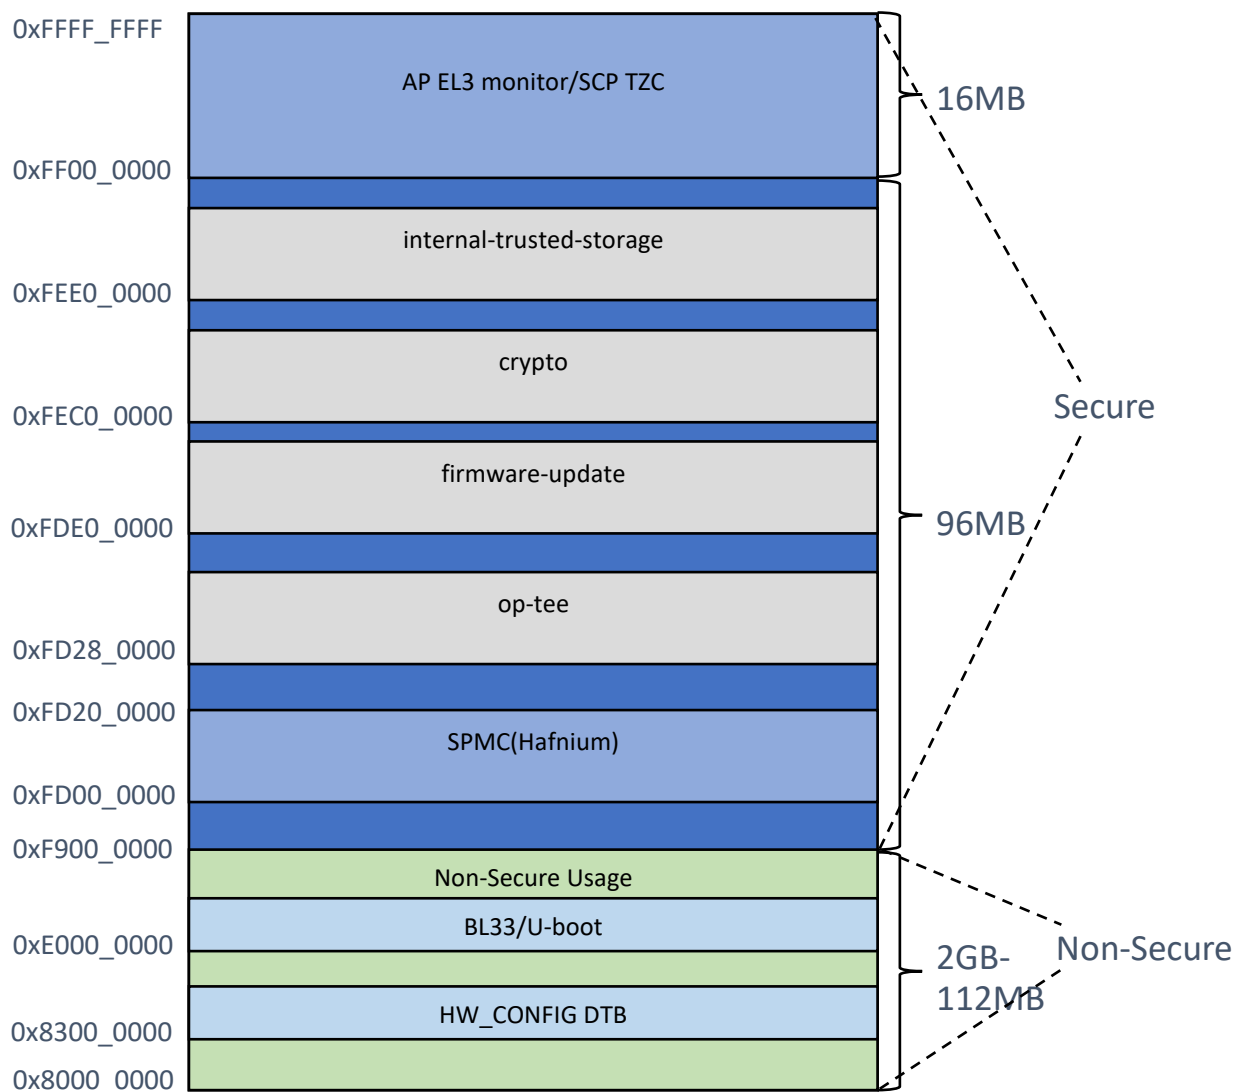 0xFFFF_FFFF
AP EL3 monitor/SCP TZC
16MB
0xFF00_0000
internal-trusted-storage
0xFEE0_0000
crypto
Secure
0xFEC0_0000
firmware-update
96MB
0xFDE0_0000
op-tee
0xFD28_0000
0xFD20_0000
SPMC(Hafnium)
0xFD00_0000
0xF900_0000
Non-Secure Usage
BL33/U-boot
0xE000_0000
Non-Secure
2GB-
112MB
HW_CONFIG DTB
0x8300_0000
0x8000_0000